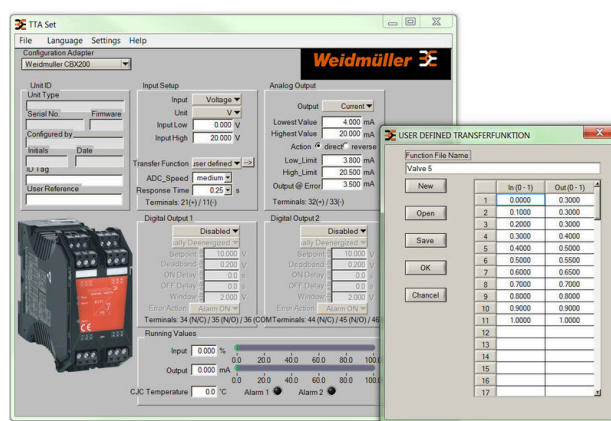 TTA Set
File Language Settings Help
Configuration Adapter
Weidmuller CBX200
Weidmüller
Unit ID
Unit Type
Serial No. Firmware
Configured by
Initials Date
ID Tag
User Reference
Input Setup
Input Voltage
Unit V
Input Low 0.000 V
Input High 20.000 V
Transfer Function user defined -->
ADC_Speed medium
Response Time 0.25 s
Terminals: 21(+) / 11(-)
Analog Output
Output Current
Lowest Value 4.000 mA
Highest Value 20.000 mA
Action direct reverse
Low_Limit 3.800 mA
High_Limit 20.500 mA
Output @ Error 3.500 mA
Terminals: 32(+) / 33(-)
Digital Output 1
Disabled
ally Deenergized
Setpoint 10.000 V
Deadband 0.200 V
ON Delay 0.0 s
OFF Delay 0.0 s
Window 2.000 V
Error Action Alarm ON
Terminals: 34 (N/C) / 35 (N/O) / 36 (COM
Digital Output 2
Disabled
ally Deenergized
Setpoint 10.000
Deadband 0.200
ON Delay 0.0
OFF Delay 0.0
Window 2.000
Error Action Alarm ON
Terminals: 44 (N/C) / 45 (N/O) / 46
Running Values
Input 0.000 %
0.0 20.0 40.0 60.0 80.0 100.0
Output 0.000 mA
0.0 20.0 40.0 60.0 80.0 100.0
CJC Temperature 0.0 °C Alarm 1 Alarm 2
USER DEFINED TRANSFERFUNKTION
Function File Name
Valve 5
New
Open
Save
OK
Chancel
In (0 - 1) Out (0 - 1)
1 0.0000 0.3000
2 0.1000 0.3000
3 0.2000 0.3000
4 0.3000 0.4000
5 0.4000 0.5000
6 0.5000 0.5500
7 0.6000 0.6500
8 0.7000 0.7000
9 0.8000 0.8000
10 0.9000 0.9000
11 1.0000 1.0000
12
13
14
15
16
17